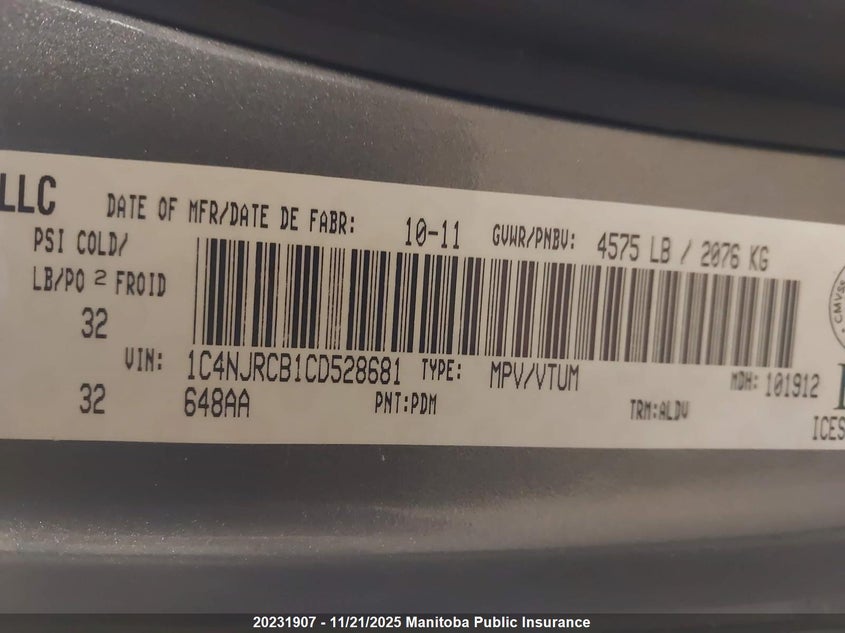 LLC
DATE OF MFR/DATE DE FABR: 10-11 GVWR/PNBV: 4575 LB / 2076 KG
PSI COLD/
LB/PO 2 FROID
32
VIN: 1C4NJRCB1CD528681 TYPE: MPV/VTUM MDH: 101912
32 648AA PNT:PDM TRM:ALDV
20231907 - 11/21/2025 Manitoba Public Insurance